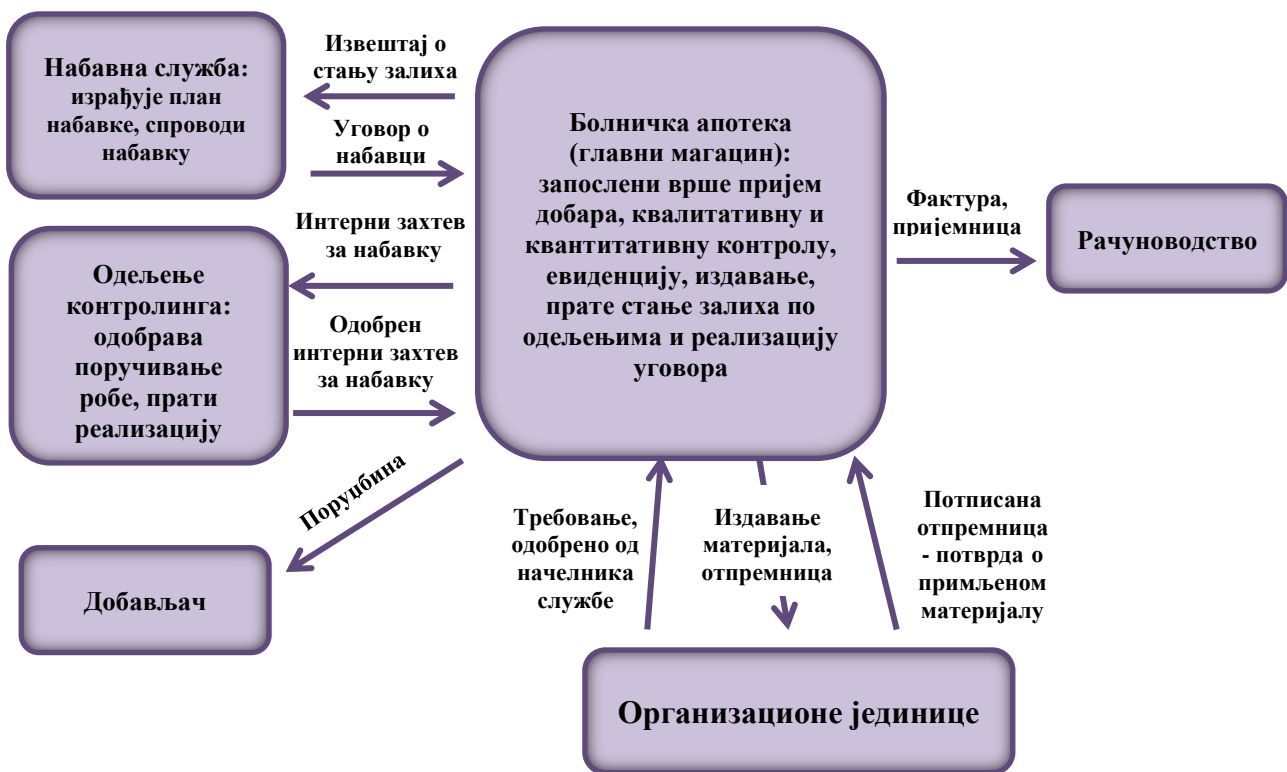 Набавна служба:
израђује план
набавке, спроводи
набавку
Извештај о
стању залиха
Уговор о
набавци
Интерни захтев
за набавку
Одељење
контролинга:
одобрава
поручивање
робе, прати
реализацију
Одобрен
интерни захтев
за набавку
Болничка апотека
(главни магацин):
запослени врше пријем
добара, квалитативну и
квантитативну контролу,
евиденцију, издавање,
прате стање залиха по
одељењима и реализацију
уговора
Фактура,
пријемница
Рачуноводство
Поруџбина
Добављач
Требовање,
одобрено од
начелника
службе
Издавање
материјала,
отпремница
Потписана
отпремница
- потврда о
примљеном
материјалу
Организационе јединице